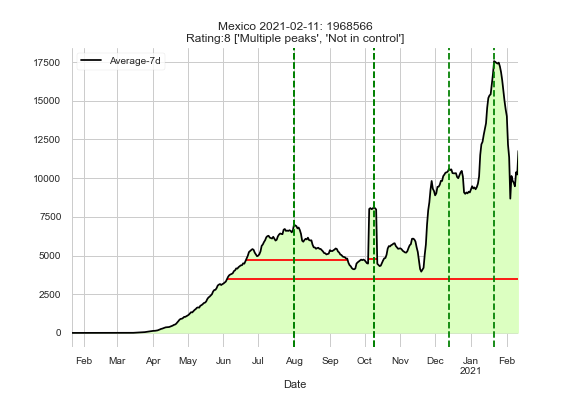 Mexico 2021-02-11: 1968566
Rating:8 ['Multiple peaks', 'Not in control']
Average-7d
17500
15000
12500
10000
7500
5000
2500
0
Feb Mar Apr May Jun Jul Aug Sep Oct Nov Dec Jan Feb
2021
Date